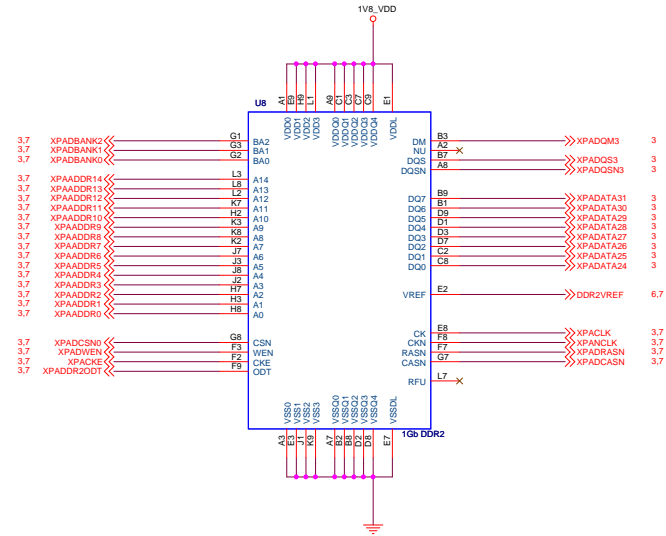 1V8_VDD
U8
A1 E9 H9 L1 A9 C1 C3 C7 C9 E1
VDD0 VDD1 VDD2 VDD3 VDDQ0 VDDQ1 VDDQ2 VDDQ3 VDDQ4 VDDL
3,7 XPADBANK2 G1 BA2 DM B3 XPADQM3 3
3,7 XPADBANK1 G3 BA1 NU A2
3,7 XPADBANK0 G2 BA0 DQS B7 XPADQS3 3
DQSN A8 XPADQSN3 3
3,7 XPAADDR14 L3 A14
3,7 XPAADDR13 L8 A13 DQ7 B9 XPADATA31 3
3,7 XPAADDR12 L2 A12 DQ6 B1 XPADATA30 3
3,7 XPAADDR11 K7 A11 DQ5 D9 XPADATA29 3
3,7 XPAADDR10 H2 A10 DQ4 D1 XPADATA28 3
3,7 XPAADDR9 K3 A9 DQ3 D3 XPADATA27 3
3,7 XPAADDR8 K8 A8 DQ2 D7 XPADATA26 3
3,7 XPAADDR7 K2 A7 DQ1 C2 XPADATA25 3
3,7 XPAADDR6 J7 A6 DQ0 C8 XPADATA24 3
3,7 XPAADDR5 J3 A5
3,7 XPAADDR4 J8 A4
3,7 XPAADDR3 J2 A3
3,7 XPAADDR2 H7 A2 VREF E2 DDR2VREF 6,7
3,7 XPAADDR1 H3 A1
3,7 XPAADDR0 H8 A0
CK E8 XPACLK 3,7
3,7 XPADCSN0 G8 CSN CKN F8 XPANCLK 3,7
3,7 XPADWEN F3 WEN RASN F7 XPADRASN 3,7
3,7 XPACKE F2 CKE CASN G7 XPADCASN 3,7
3,7 XPADDR2ODT F9 ODT
RFU L7
VSS0 VSS1 VSS2 VSS3 VSSQ0 VSSQ1 VSSQ2 VSSQ3 VSSQ4 VSSDL
1Gb DDR2
A3 E3 J1 K9 A7 B2 B8 D2 D8 E7